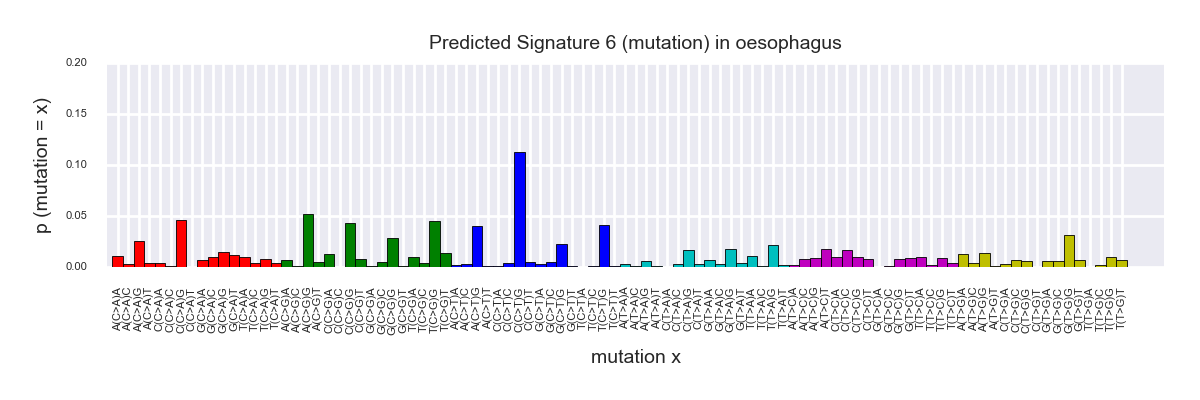 Predicted Signature 6 (mutation) in oesophagus
p (mutation = x)
0.20
0.15
0.10
0.05
0.00
A(C>A)A
A(C>A)C
A(C>A)G
A(C>A)T
C(C>A)A
C(C>A)C
C(C>A)G
C(C>A)T
G(C>A)A
G(C>A)C
G(C>A)G
G(C>A)T
T(C>A)A
T(C>A)C
T(C>A)G
T(C>A)T
A(C>G)A
A(C>G)C
A(C>G)G
A(C>G)T
C(C>G)A
C(C>G)C
C(C>G)G
C(C>G)T
G(C>G)A
G(C>G)C
G(C>G)G
G(C>G)T
T(C>G)A
T(C>G)C
T(C>G)G
T(C>G)T
A(C>T)A
A(C>T)C
A(C>T)G
A(C>T)T
C(C>T)A
C(C>T)C
C(C>T)G
C(C>T)T
G(C>T)A
G(C>T)C
G(C>T)G
G(C>T)T
T(C>T)A
T(C>T)C
T(C>T)G
T(C>T)T
A(T>A)A
A(T>A)C
A(T>A)G
A(T>A)T
C(T>A)A
C(T>A)C
C(T>A)G
C(T>A)T
G(T>A)A
G(T>A)C
G(T>A)G
G(T>A)T
T(T>A)A
T(T>A)C
T(T>A)G
T(T>A)T
A(T>C)A
A(T>C)C
A(T>C)G
A(T>C)T
C(T>C)A
C(T>C)C
C(T>C)G
C(T>C)T
G(T>C)A
G(T>C)C
G(T>C)G
G(T>C)T
T(T>C)A
T(T>C)C
T(T>C)G
T(T>C)T
A(T>G)A
A(T>G)C
A(T>G)G
A(T>G)T
C(T>G)A
C(T>G)C
C(T>G)G
C(T>G)T
G(T>G)A
G(T>G)C
G(T>G)G
G(T>G)T
T(T>G)A
T(T>G)C
T(T>G)G
T(T>G)T
mutation x